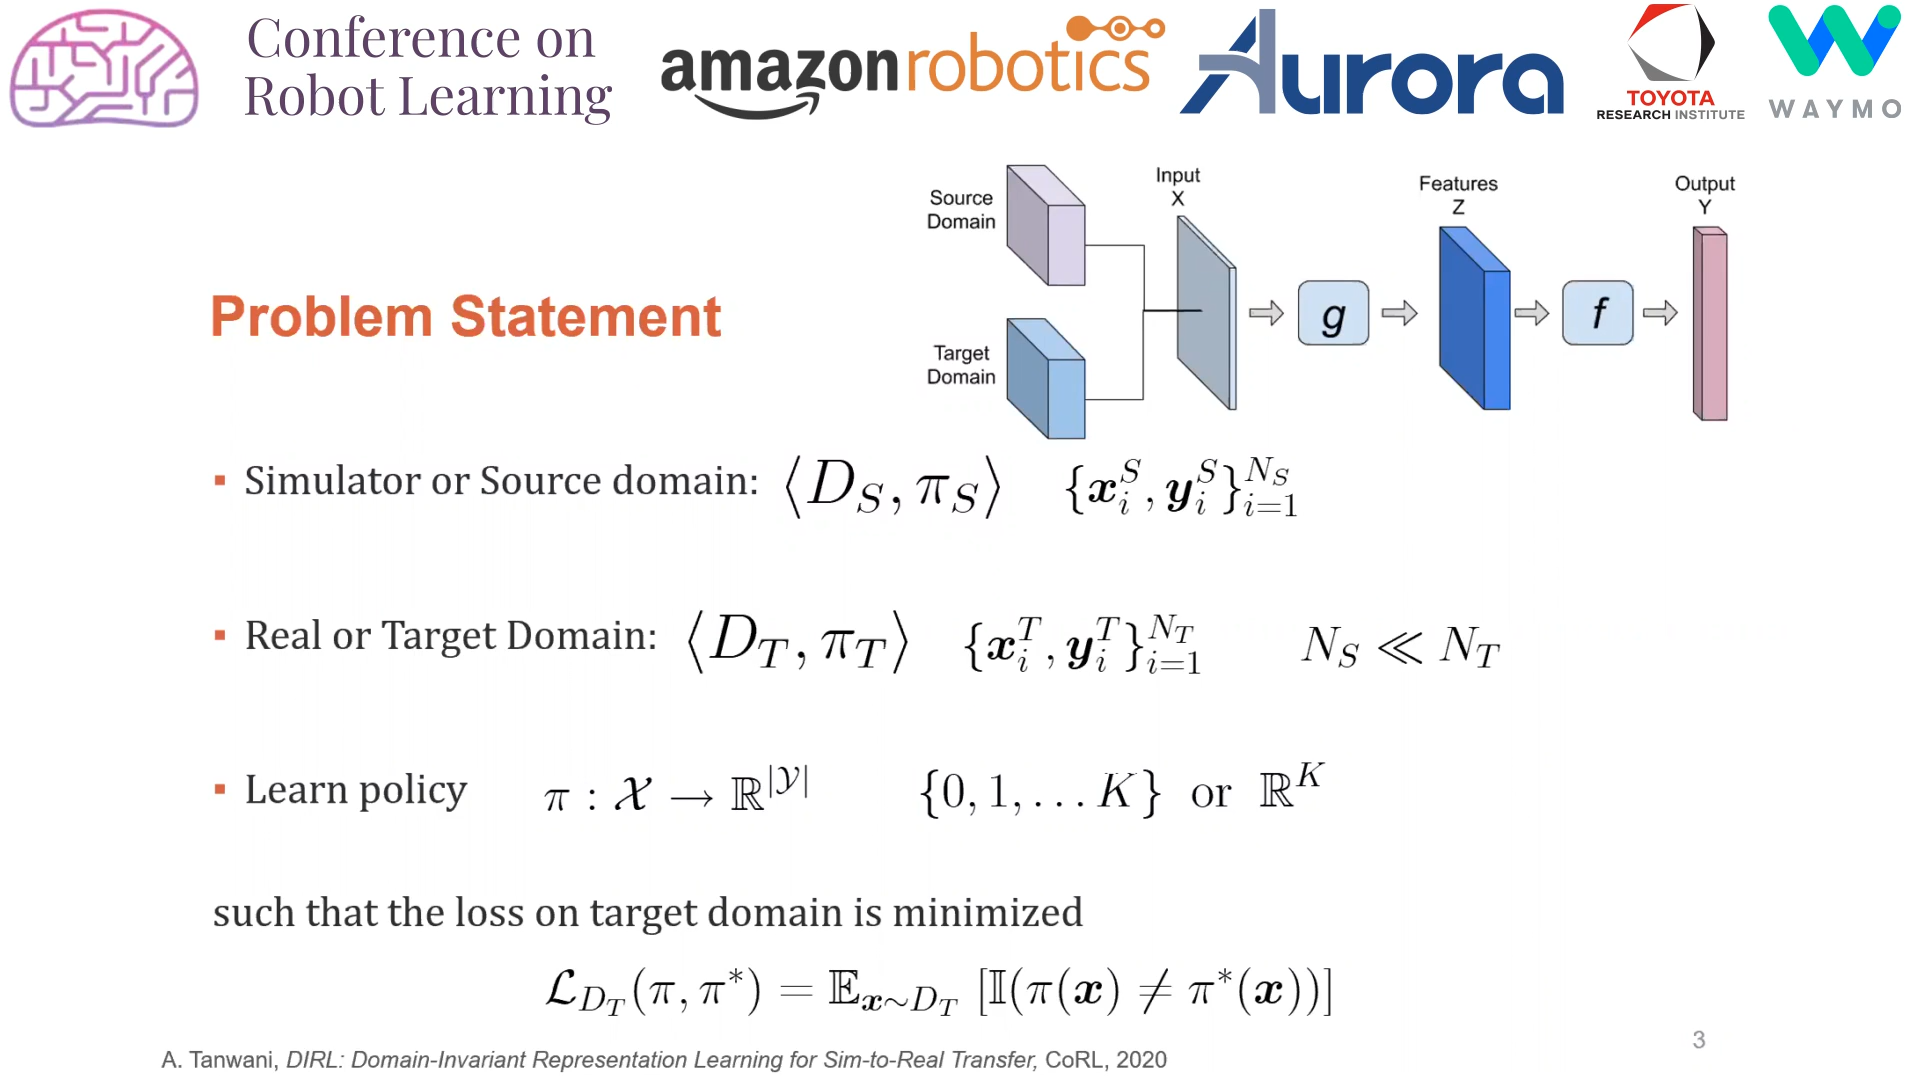 Conference on
Robot Learning
amazonrobotics
Aurora
TOYOTA
RESEARCH INSTITUTE
WAYMO
Source
Domain
Target
Domain
Input
X
g
Features
Z
f
Output
Y
Problem Statement
▪ Simulator or Source domain: ⟨D_S, π_S⟩ {x_i^S, y_i^S}_{i=1}^{N_S}
▪ Real or Target Domain: ⟨D_T, π_T⟩ {x_i^T, y_i^T}_{i=1}^{N_T} N_S ≪ N_T
▪ Learn policy π : 𝒳 → ℝ^{|𝒴|} {0, 1, … K} or ℝ^K
such that the loss on target domain is minimized
ℒ_{D_T}(π, π*) = 𝔼_{x∼D_T} [𝕀(π(x) ≠ π*(x))]
3
A. Tanwani, DIRL: Domain-Invariant Representation Learning for Sim-to-Real Transfer, CoRL, 2020